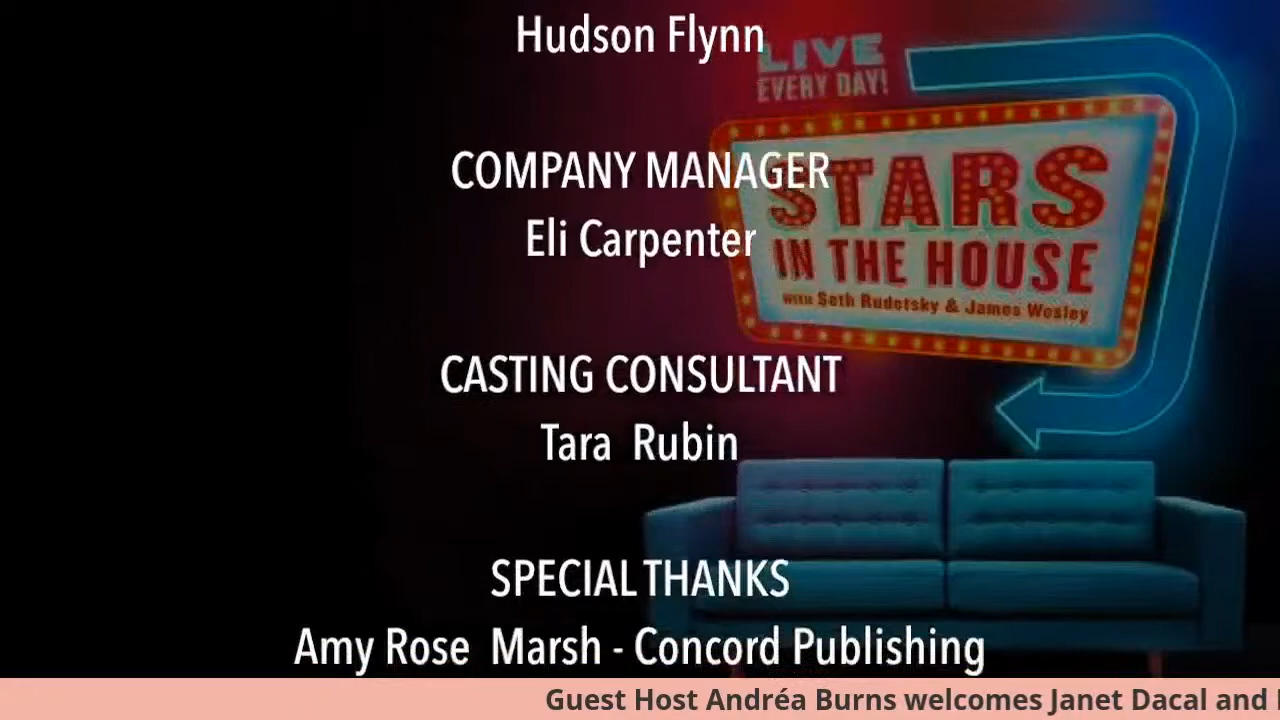 Hudson Flynn
LIVE
EVERY DAY!
COMPANY MANAGER
Eli Carpenter
STARS
IN THE HOUSE
WITH Seth Rudetsky & James Wesley
CASTING CONSULTANT
Tara Rubin
SPECIAL THANKS
Amy Rose Marsh - Concord Publishing
Guest Host Andréa Burns welcomes Janet Dacal and